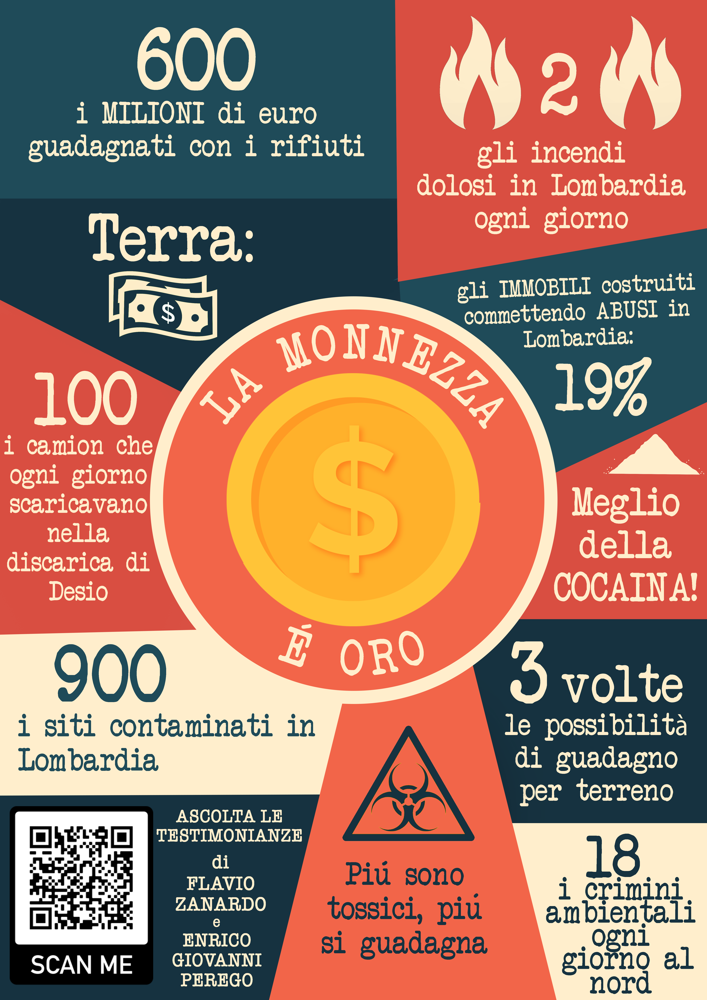 600
i MILIONI di euro
guadagnati con i rifiuti
2
gli incendi
dolosi in Lombardia
ogni giorno
Terra:
$
gli IMMOBILI costruiti
commettendo ABUSI in
Lombardia:
19%
LA MONNEZZA
$
É ORO
100
i camion che
ogni giorno
scaricavano
nella
discarica di
Desio
Meglio
della
COCAINA!
900
i siti contaminati in
Lombardia
3 volte
le possibilità
di guadagno
per terreno
SCAN ME
ASCOLTA LE
TESTIMONIANZE
di
FLAVIO
ZANARDO
e
ENRICO
GIOVANNI
PEREGO
Piú sono
tossici, piú
si guadagna
18
i crimini
ambientali
ogni
giorno al
nord